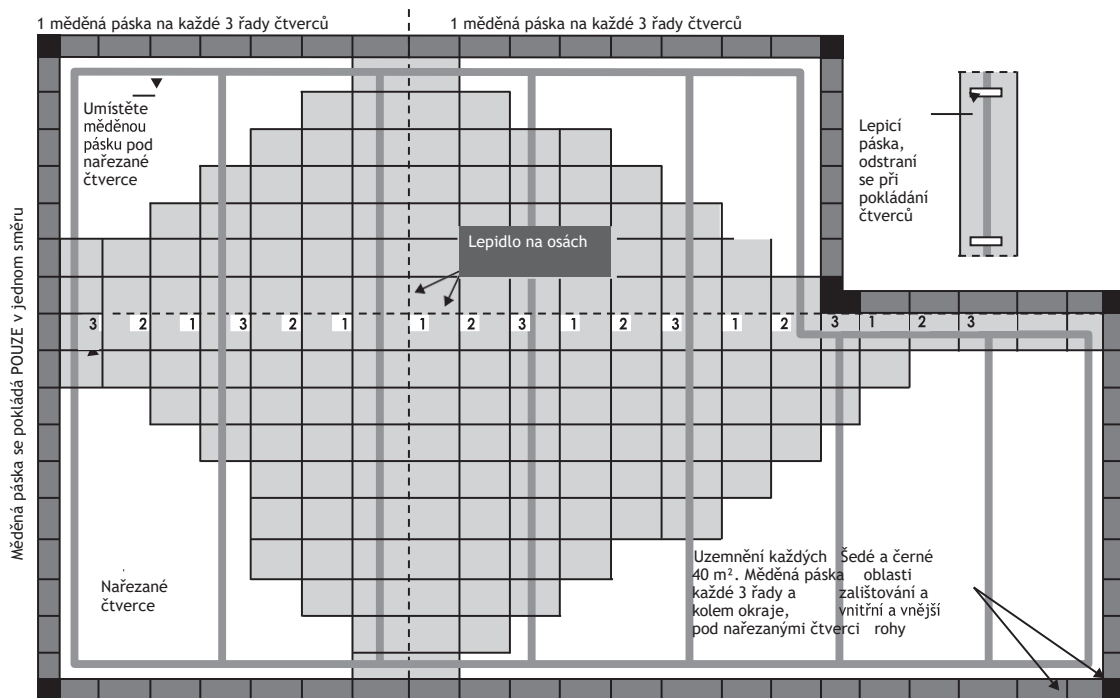 1 měděná páska na každé 3 řady čtverců
1 měděná páska na každé 3 řady čtverců
Umístěte
měděnou
pásku pod
nařezané
čtverce
Lepicí
páska,
odstraní
se při
pokládání
čtverců
Měděná páska se pokládá POUZE v jednom směru
Lepidlo na osách
3 2 1 3 2 1 1 2 3 1 2 3 1 2 3 1 2 3
Nařezané
čtverce
Uzemnění každých
40 m². Měděná páska
každé 3 řady a
kolem okraje,
pod nařezanými čtverci
Šedé a černé
oblasti
zalištování a
vnitřní a vnější
rohy